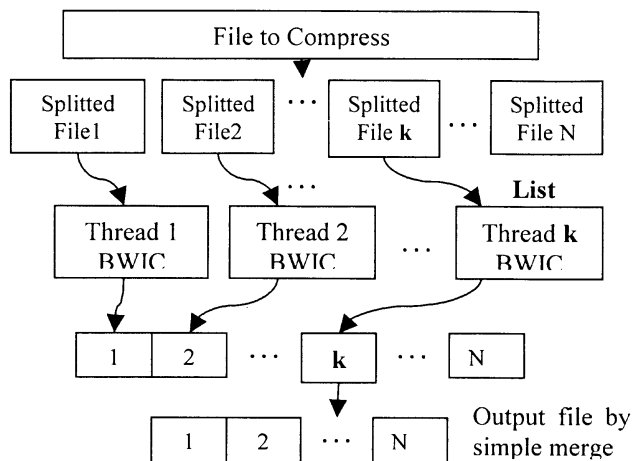 File to Compress
Splitted File1
Splitted File2
...
Splitted File k
...
Splitted File N
...
List
Thread 1 BWIC
Thread 2 BWIC
...
Thread k BWIC
1 2 ... k ... N
1 2 ... N
Output file by simple merge